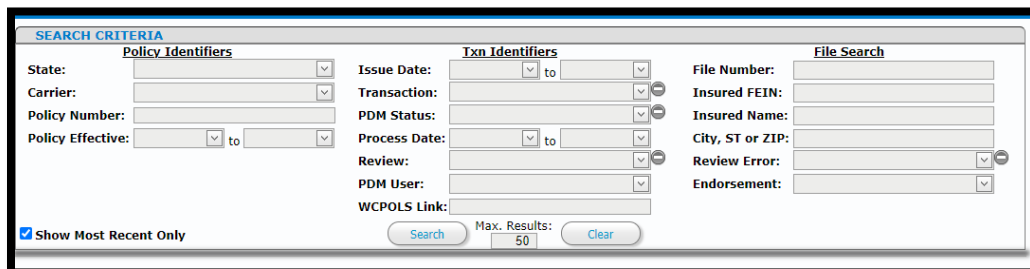 SEARCH CRITERIA
Policy Identifiers Txn Identifiers File Search
State: Issue Date: to File Number:
Carrier: Transaction: Insured FEIN:
Policy Number: PDM Status: Insured Name:
Policy Effective: to Process Date: to City, ST or ZIP:
Review: Review Error:
PDM User: Endorsement:
WCPOLS Link:
Show Most Recent Only Search Max. Results: 50 Clear